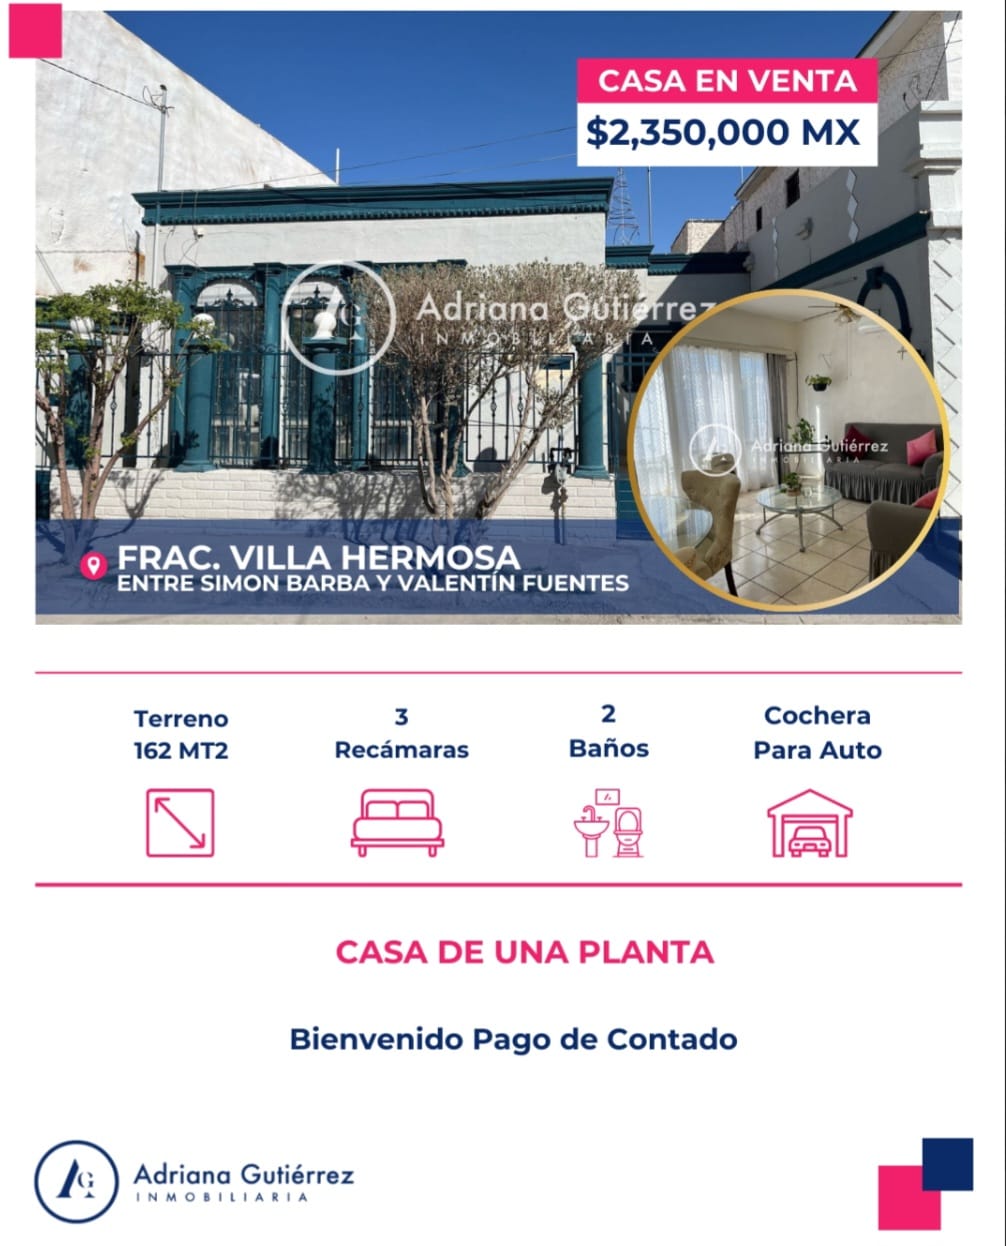 CASA EN VENTA
$2,350,000 MX
AG
Adriana Gutiérrez
INMOBILIARIA
AG
Adriana Gutiérrez
INMOBILIARIA
FRAC. VILLA HERMOSA
ENTRE SIMON BARBA Y VALENTÍN FUENTES
Terreno
162 MT2
3
Recámaras
2
Baños
Cochera
Para Auto
CASA DE UNA PLANTA
Bienvenido Pago de Contado
AG
Adriana Gutiérrez
INMOBILIARIA